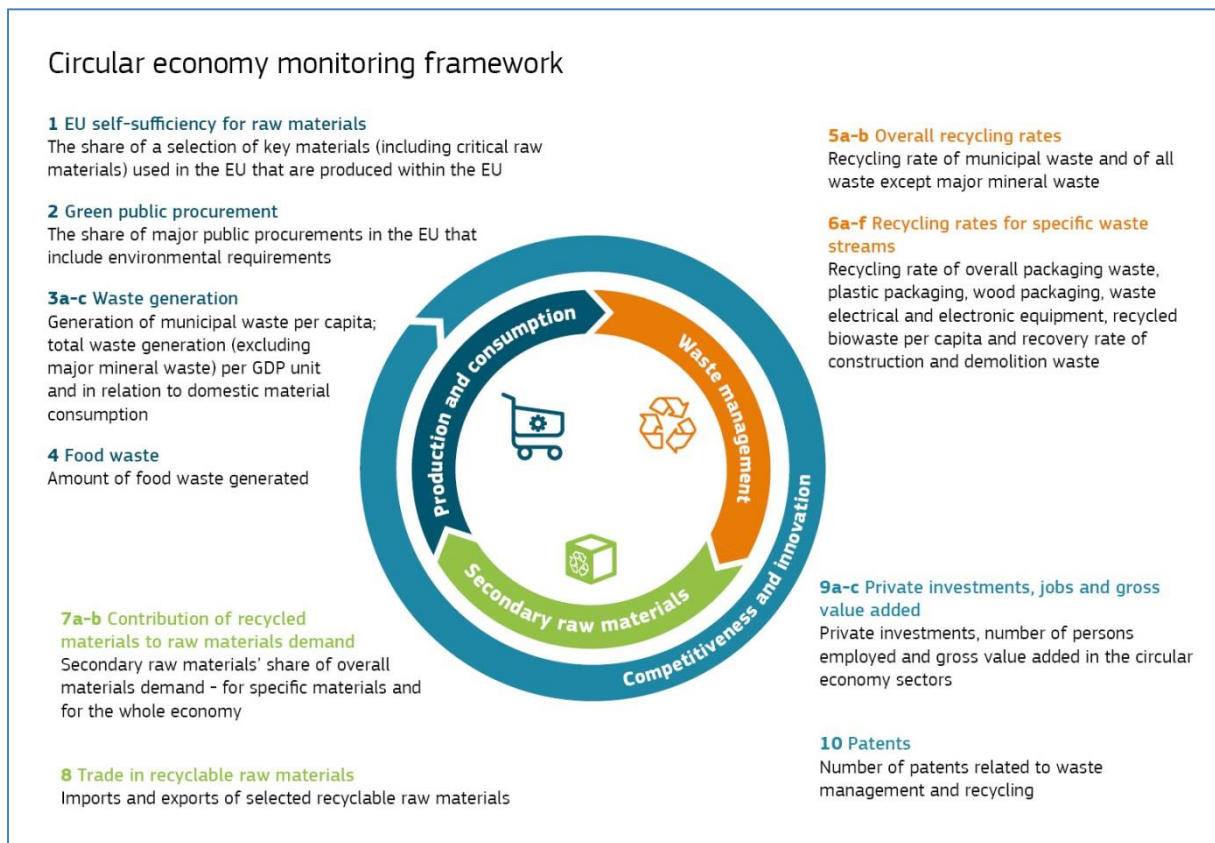 Circular economy monitoring framework
1 EU self-sufficiency for raw materials
The share of a selection of key materials (including critical raw
materials) used in the EU that are produced within the EU
2 Green public procurement
The share of major public procurements in the EU that
include environmental requirements
3a-c Waste generation
Generation of municipal waste per capita;
total waste generation (excluding
major mineral waste) per GDP unit
and in relation to domestic material
consumption
4 Food waste
Amount of food waste generated
5a-b Overall recycling rates
Recycling rate of municipal waste and of all
waste except major mineral waste
6a-f Recycling rates for specific waste
streams
Recycling rate of overall packaging waste,
plastic packaging, wood packaging, waste
electrical and electronic equipment, recycled
biowaste per capita and recovery rate of
construction and demolition waste
Production and consumption
Waste management
Secondary raw materials
Competitiveness and innovation
7a-b Contribution of recycled
materials to raw materials demand
Secondary raw materials' share of overall
materials demand - for specific materials and
for the whole economy
8 Trade in recyclable raw materials
Imports and exports of selected recyclable raw materials
9a-c Private investments, jobs and gross
value added
Private investments, number of persons
employed and gross value added in the circular
economy sectors
10 Patents
Number of patents related to waste
management and recycling